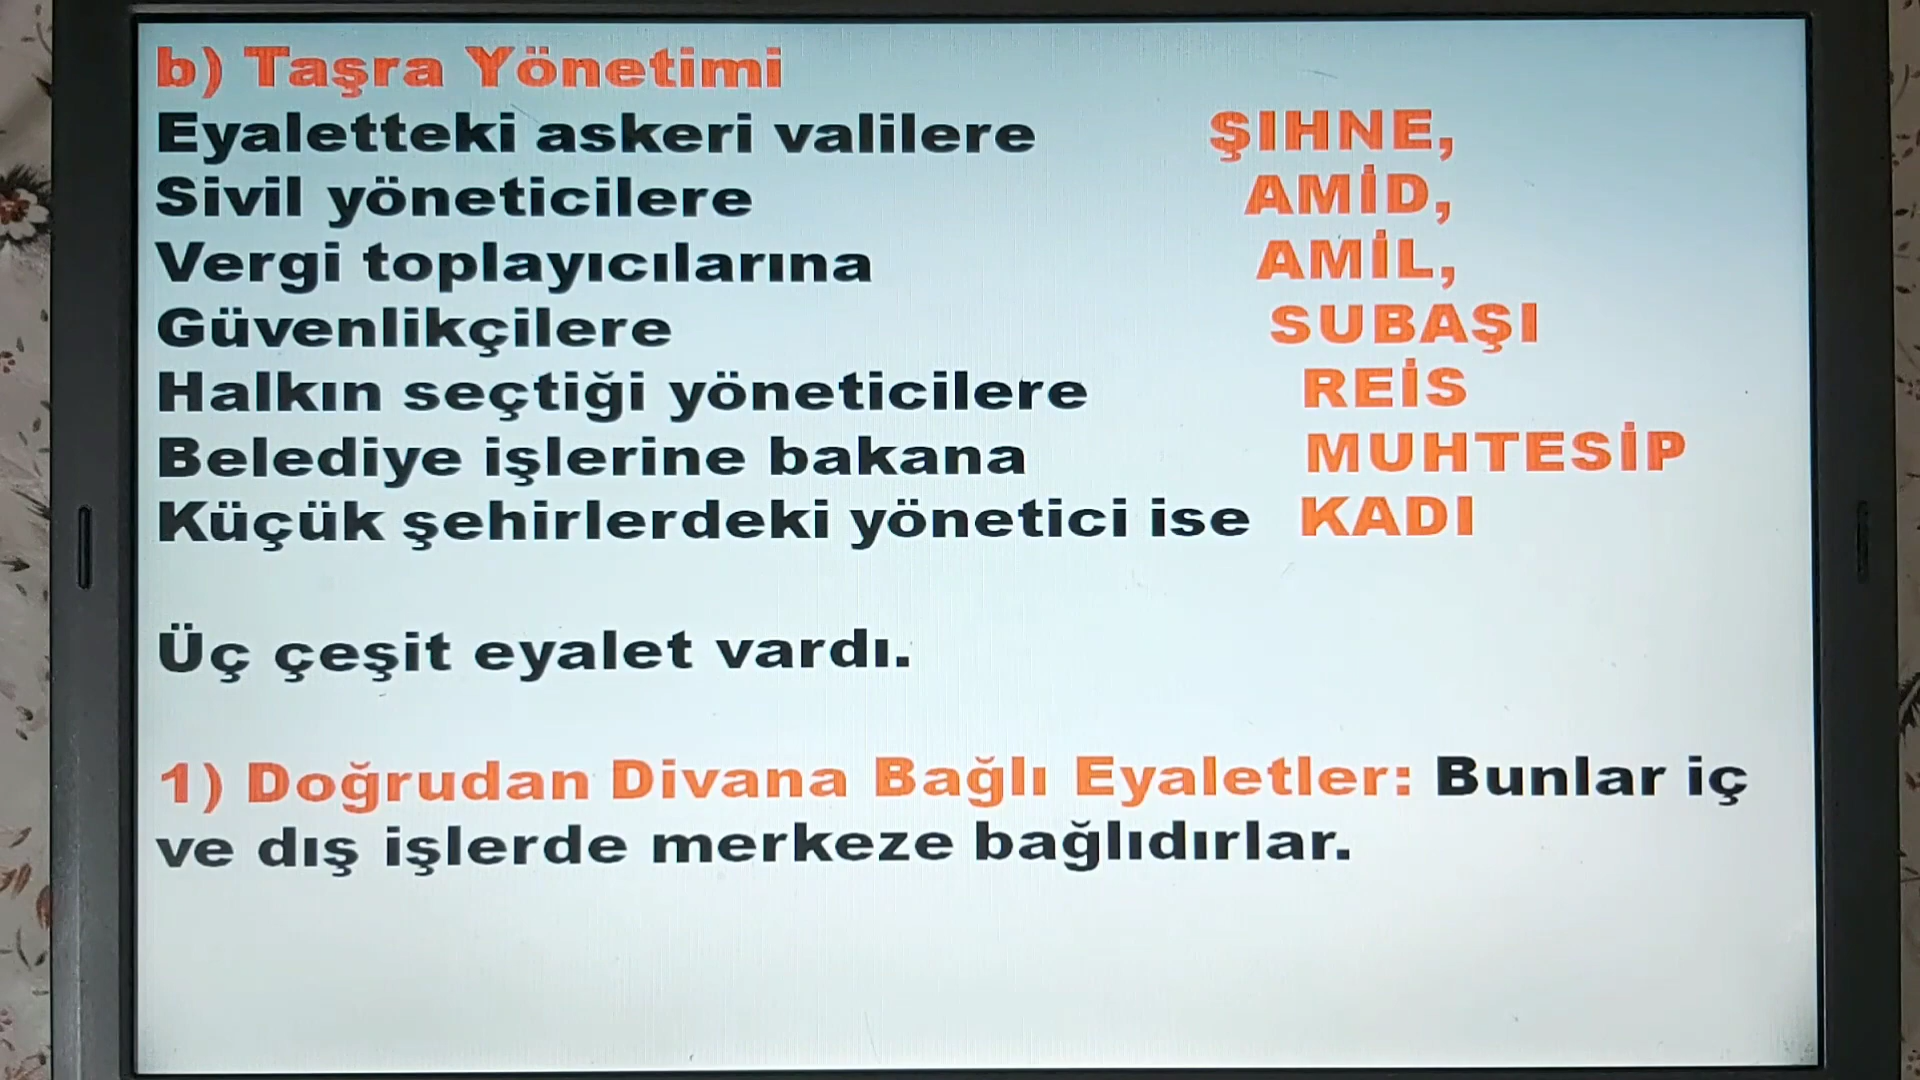 b) Taşra Yönetimi
Eyaletteki askeri valilere ŞIHNE,
Sivil yöneticilere AMİD,
Vergi toplayıcılarına AMİL,
Güvenlikçilere SUBAŞI
Halkın seçtiği yöneticilere REİS
Belediye işlerine bakana MUHTESİP
Küçük şehirlerdeki yönetici ise KADI
Üç çeşit eyalet vardı.
1) Doğrudan Divana Bağlı Eyaletler: Bunlar iç
ve dış işlerde merkeze bağlıdırlar.